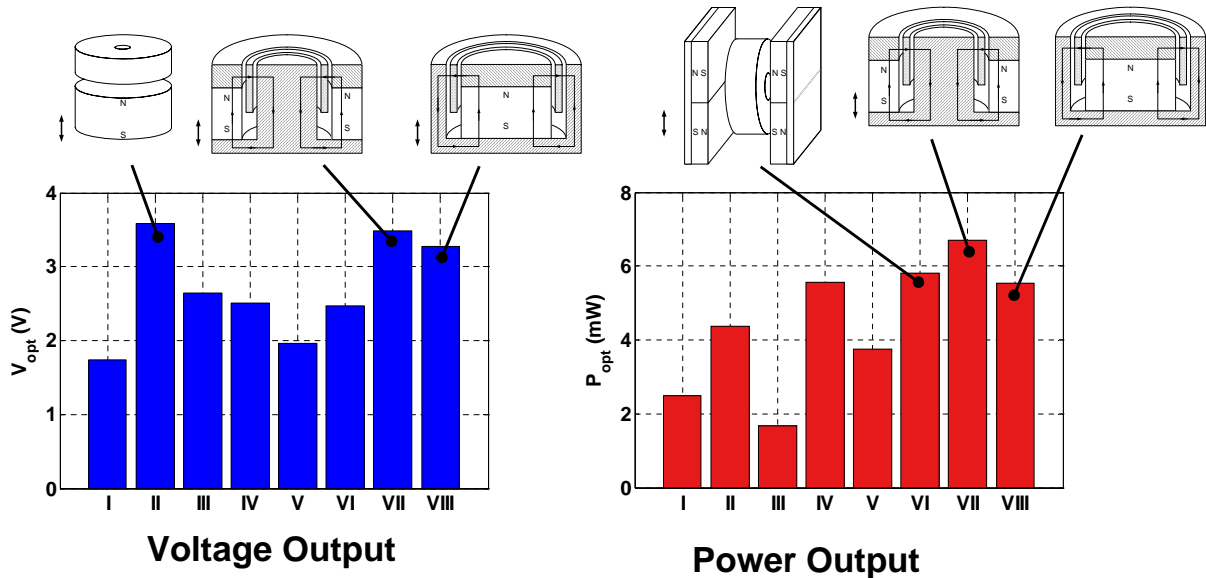 N
S
N
S
N
S
N
S
N S
S N
N S
S N
N
S
N
S
N
S
4
3
2
1
0
V_opt (V)
I II III IV V VI VII VIII
Voltage Output
8
6
4
2
0
P_opt (mW)
I II III IV V VI VII VIII
Power Output